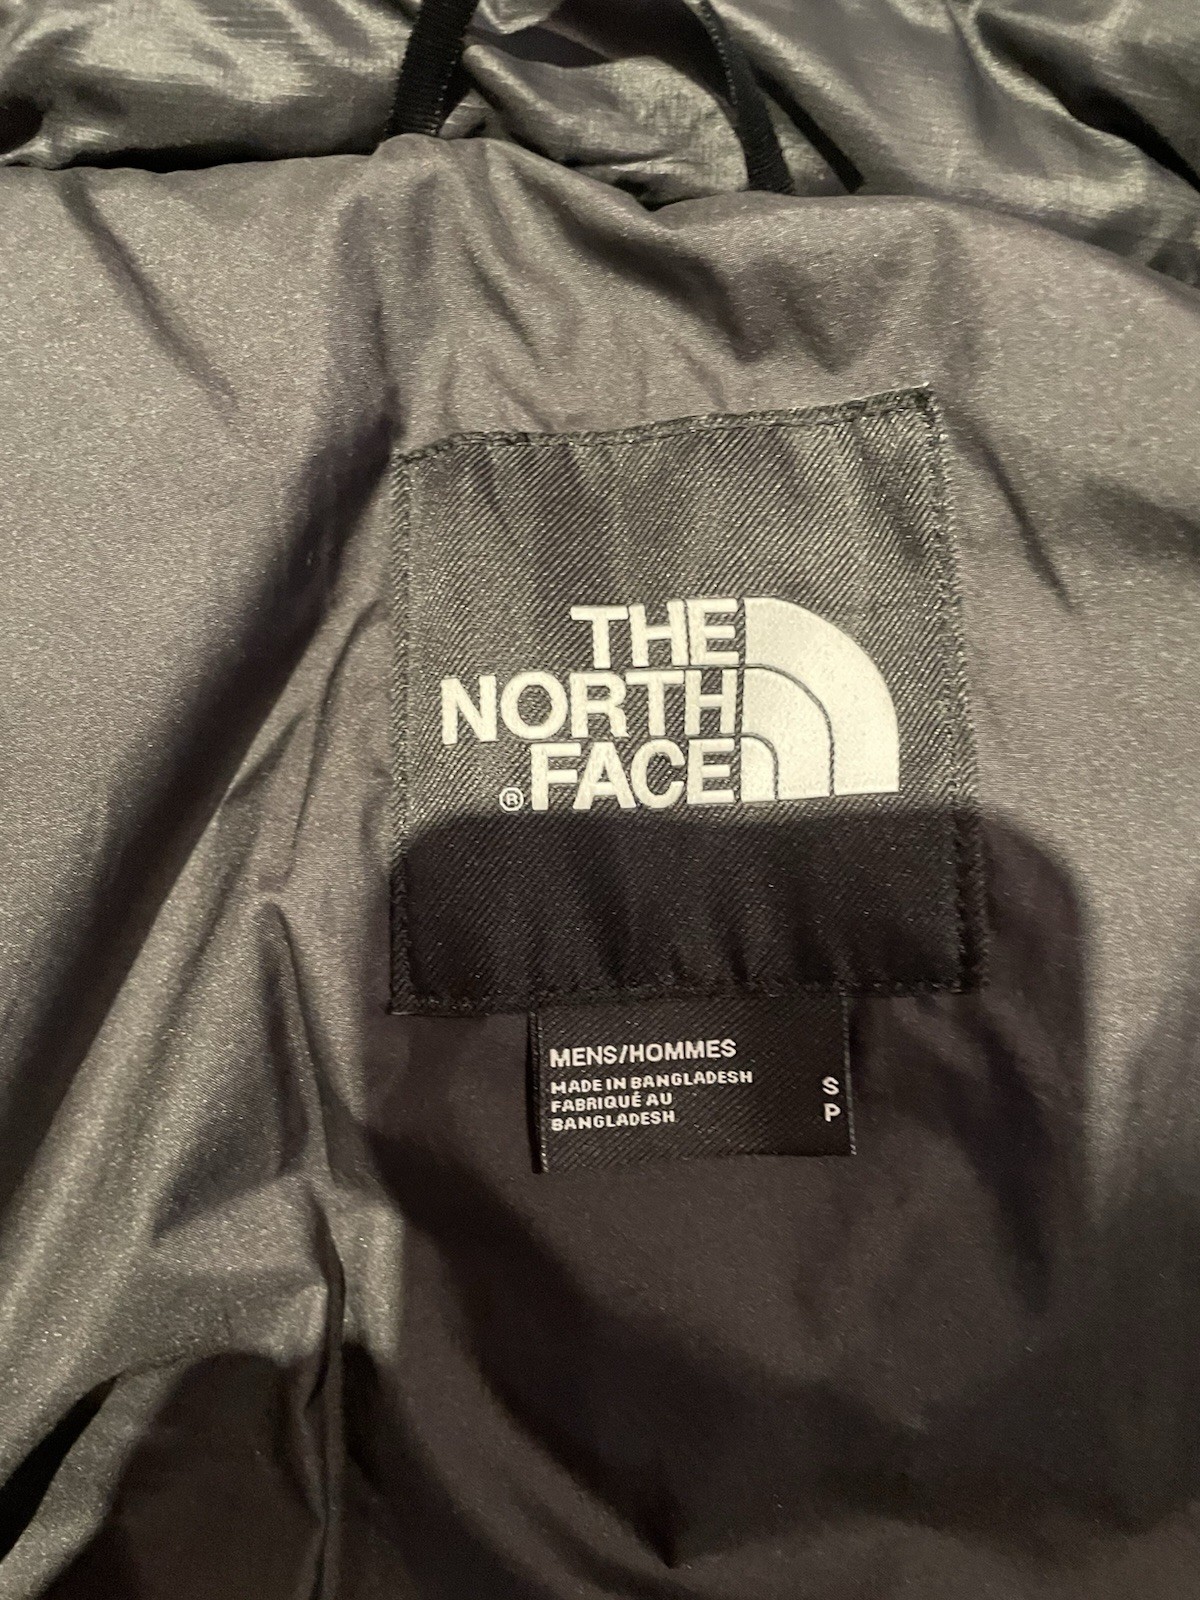 THE
NORTH
®FACE
MENS/HOMMES
MADE IN BANGLADESH
FABRIQUÉ AU
BANGLADESH
S
P